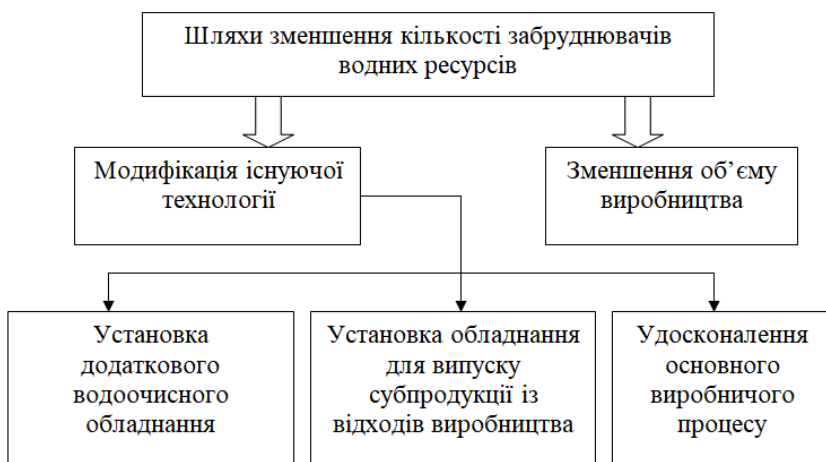 Шляхи зменшення кількості забруднювачів
водних ресурсів
Модифікація існуючої
технології
Зменшення об’єму
виробництва
Установка
додаткового
водоочисного
обладнання
Установка обладнання
для випуску
субпродукції із
відходів виробництва
Удосконалення
основного
виробничого
процесу